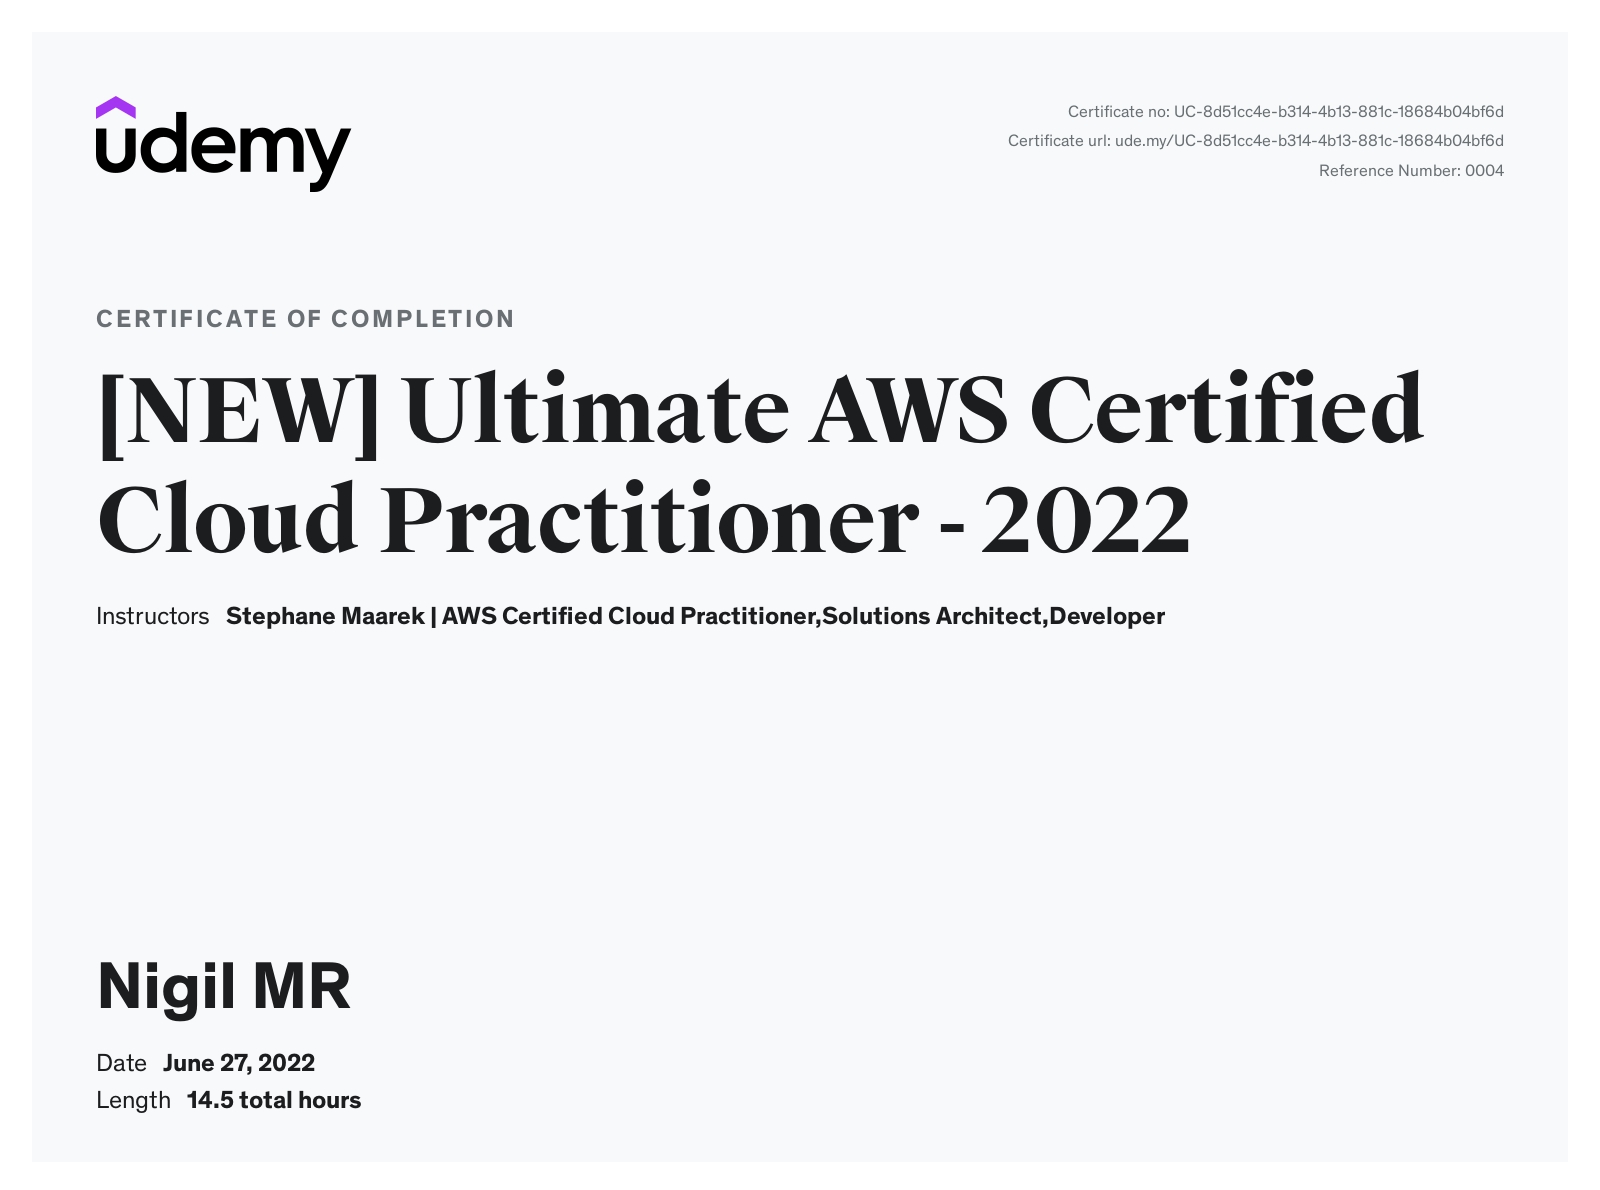 udemy
Certificate no: UC-8d51cc4e-b314-4b13-881c-18684b04bf6d
Certificate url: ude.my/UC-8d51cc4e-b314-4b13-881c-18684b04bf6d
Reference Number: 0004
CERTIFICATE OF COMPLETION
[NEW] Ultimate AWS Certified
Cloud Practitioner - 2022
Instructors Stephane Maarek | AWS Certified Cloud Practitioner,Solutions Architect,Developer
Nigil MR
Date June 27, 2022
Length 14.5 total hours